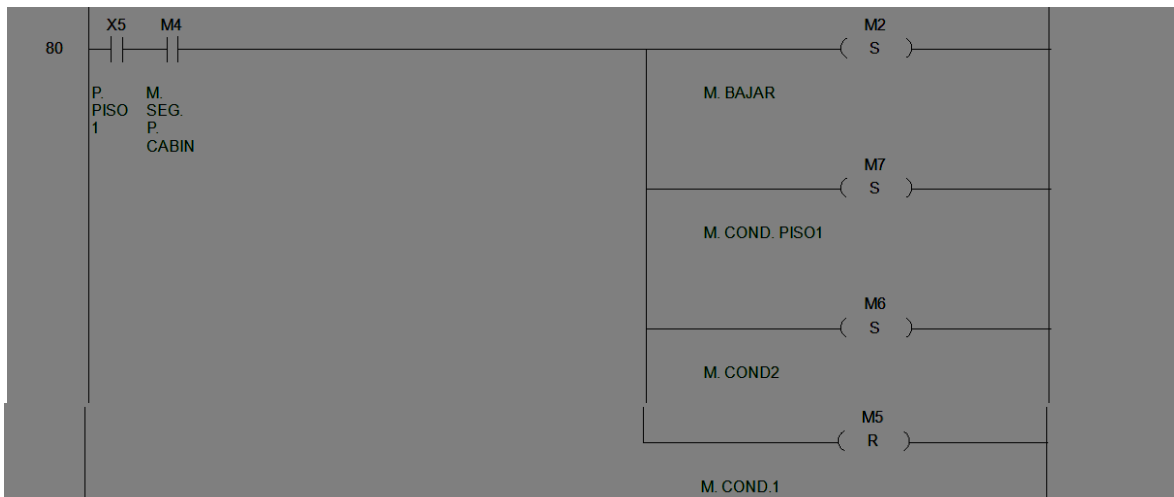 X5 M4 M2
80 S
P. M. M. BAJAR
PISO SEG.
1 P.
CABIN
M7
S
M. COND. PISO1
M6
S
M. COND2
M5
R
M. COND.1